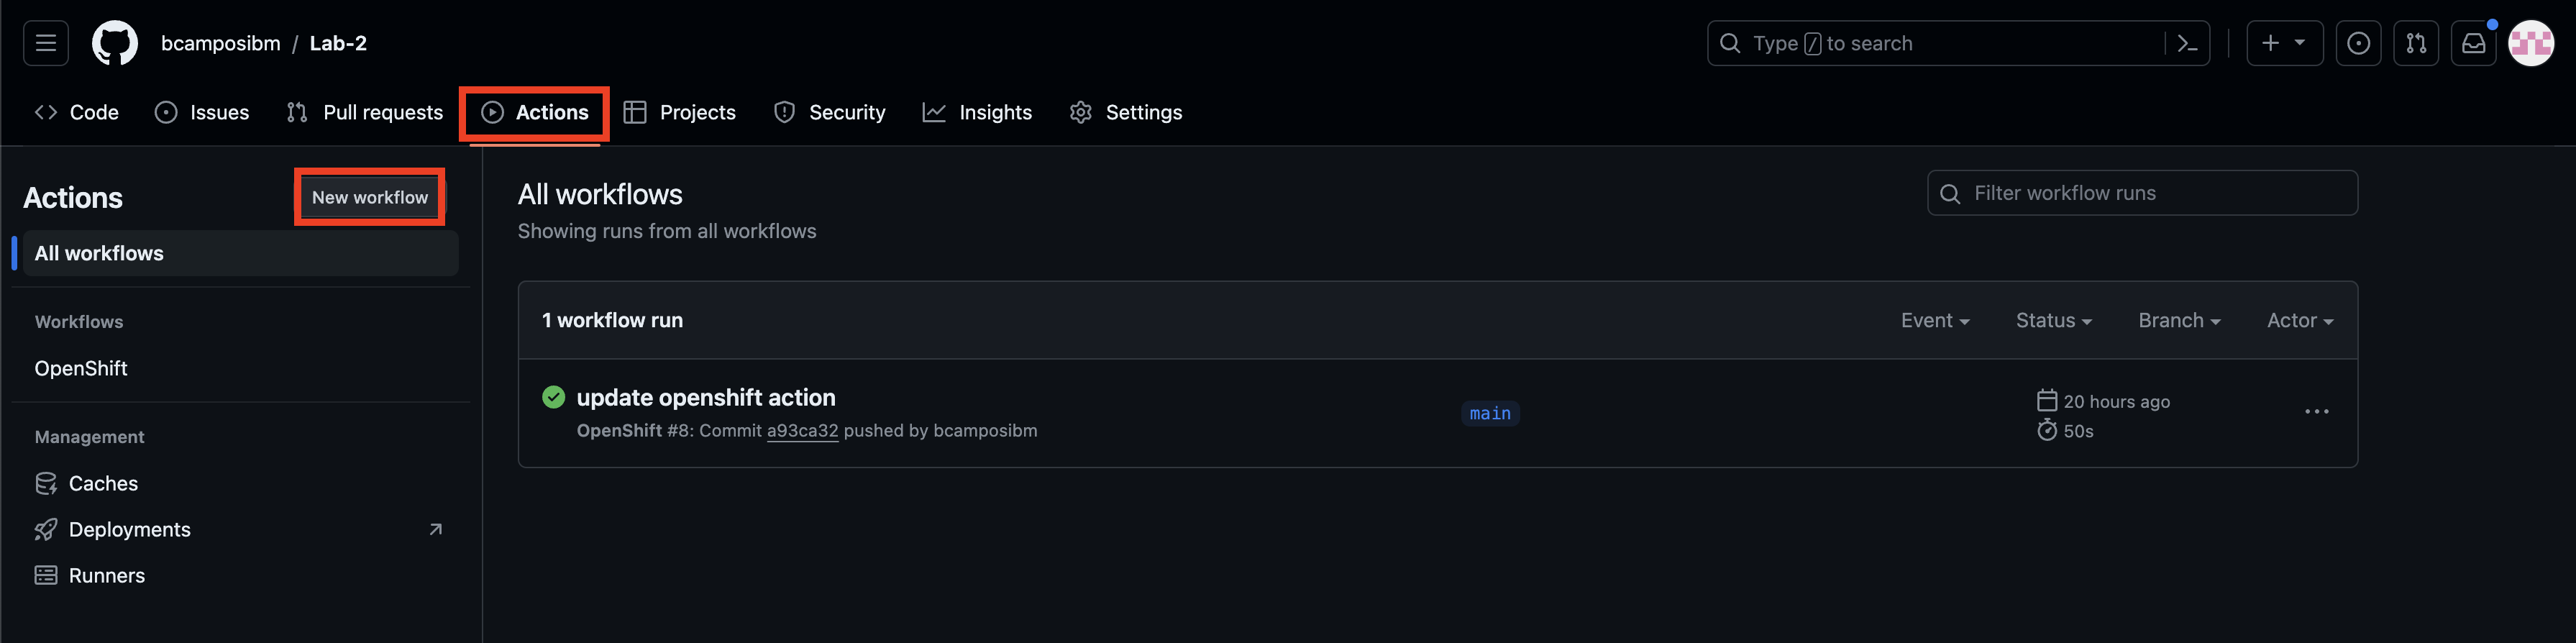 bcamposibm / Lab-2
Type / to search
Code
Issues
Pull requests
Actions
Projects
Security
Insights
Settings
Actions
New workflow
All workflows
Workflows
OpenShift
Management
Caches
Deployments
Runners
All workflows
Showing runs from all workflows
Filter workflow runs
1 workflow run
Event
Status
Branch
Actor
update openshift action
OpenShift #8: Commit a93ca32 pushed by bcamposibm
main
20 hours ago
50s